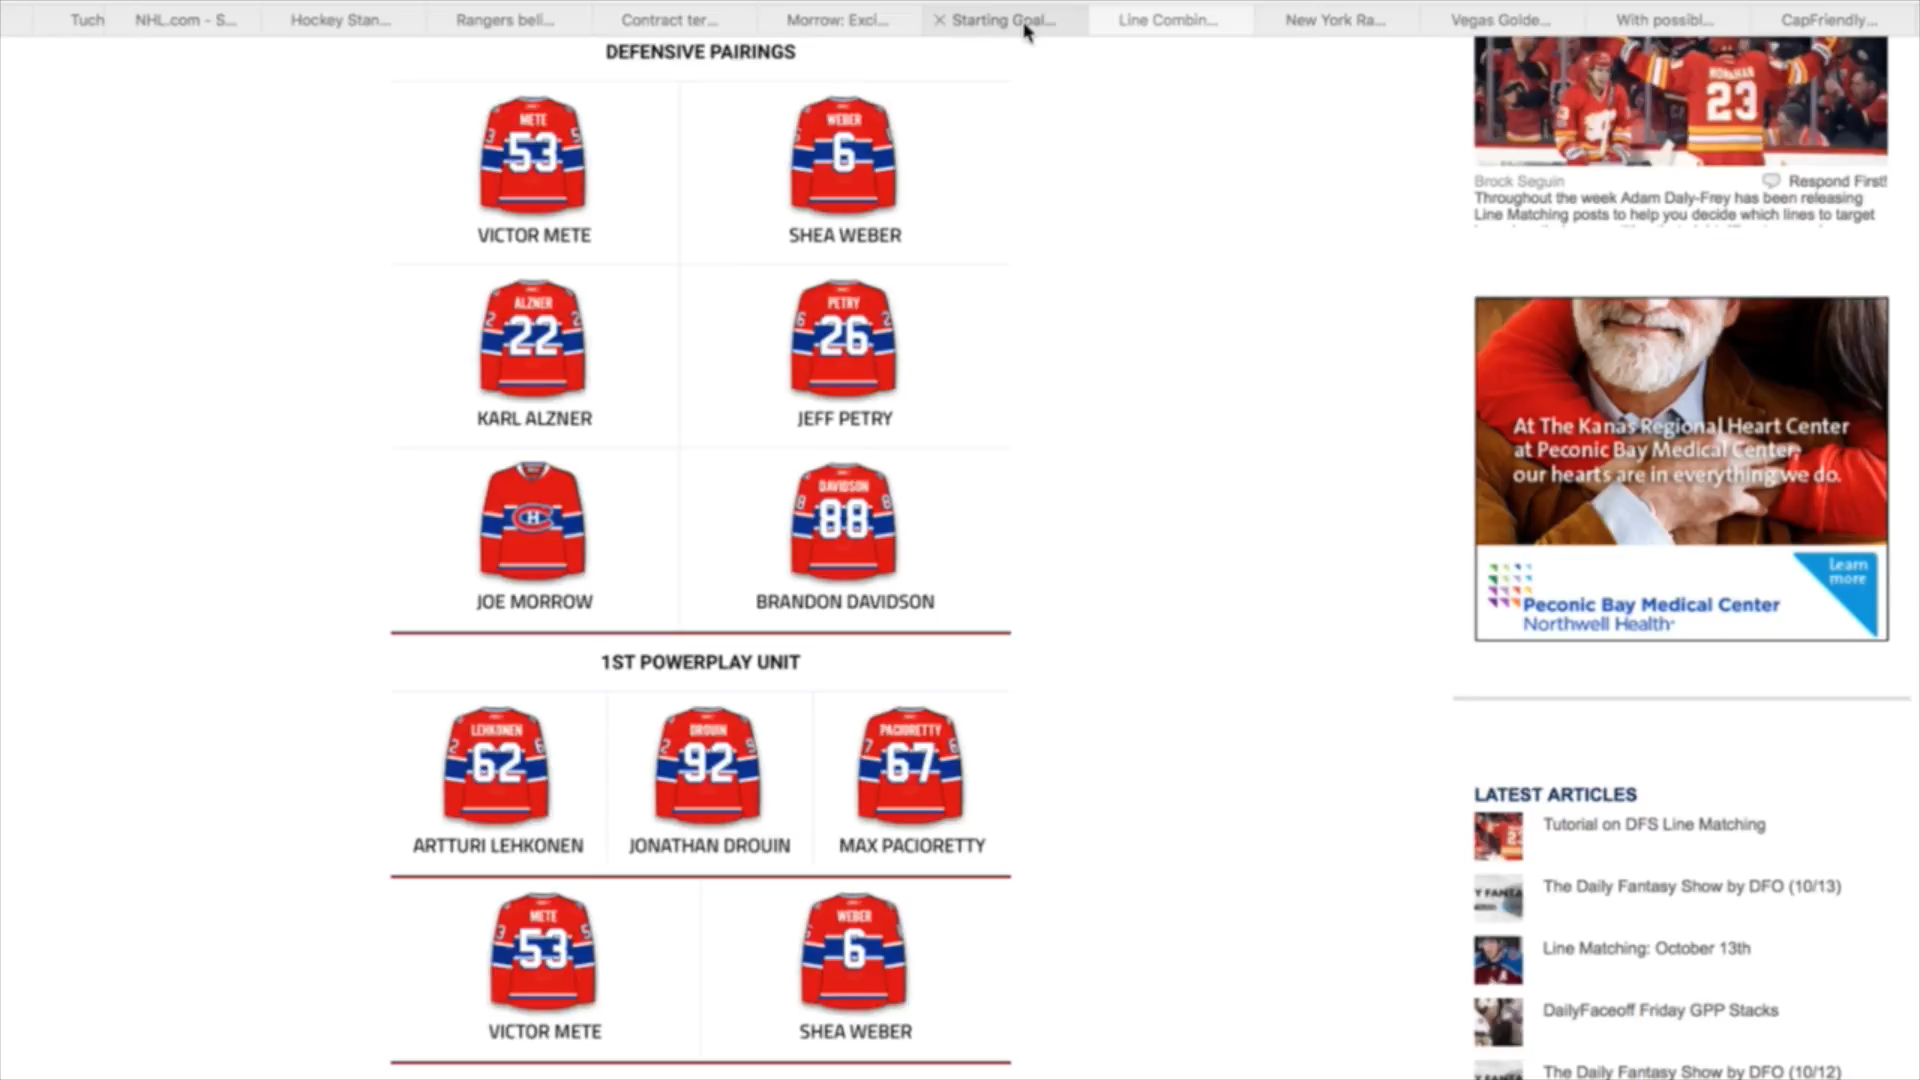 Tuch
NHL.com - S...
Hockey Stan...
Rangers beli...
Contract ter...
Morrow: Exci...
Starting Goal...
Line Combin...
New York Ra...
Vegas Golde...
With possibl...
CapFriendly...
DEFENSIVE PAIRINGS
METE
53
WEBER
6
VICTOR METE
SHEA WEBER
ALZNER
22
PETRY
26
KARL ALZNER
JEFF PETRY
DAVIDSON
88
JOE MORROW
BRANDON DAVIDSON
1ST POWERPLAY UNIT
LEHKONEN
62
DROUIN
92
PACIORETTY
67
ARTTURI LEHKONEN
JONATHAN DROUIN
MAX PACIORETTY
METE
53
WEBER
6
VICTOR METE
SHEA WEBER
MONAHAN
23
Brock Seguin
Respond First!
Throughout the week Adam Daly-Frey has been releasing
Line Matching posts to help you decide which lines to target
At The Kanas Regional Heart Center
at Peconic Bay Medical Center,
our hearts are in everything we do.
Learn
more
Peconic Bay Medical Center
Northwell Health
LATEST ARTICLES
Tutorial on DFS Line Matching
The Daily Fantasy Show by DFO (10/13)
Line Matching: October 13th
DailyFaceoff Friday GPP Stacks
The Daily Fantasy Show by DFO (10/12)